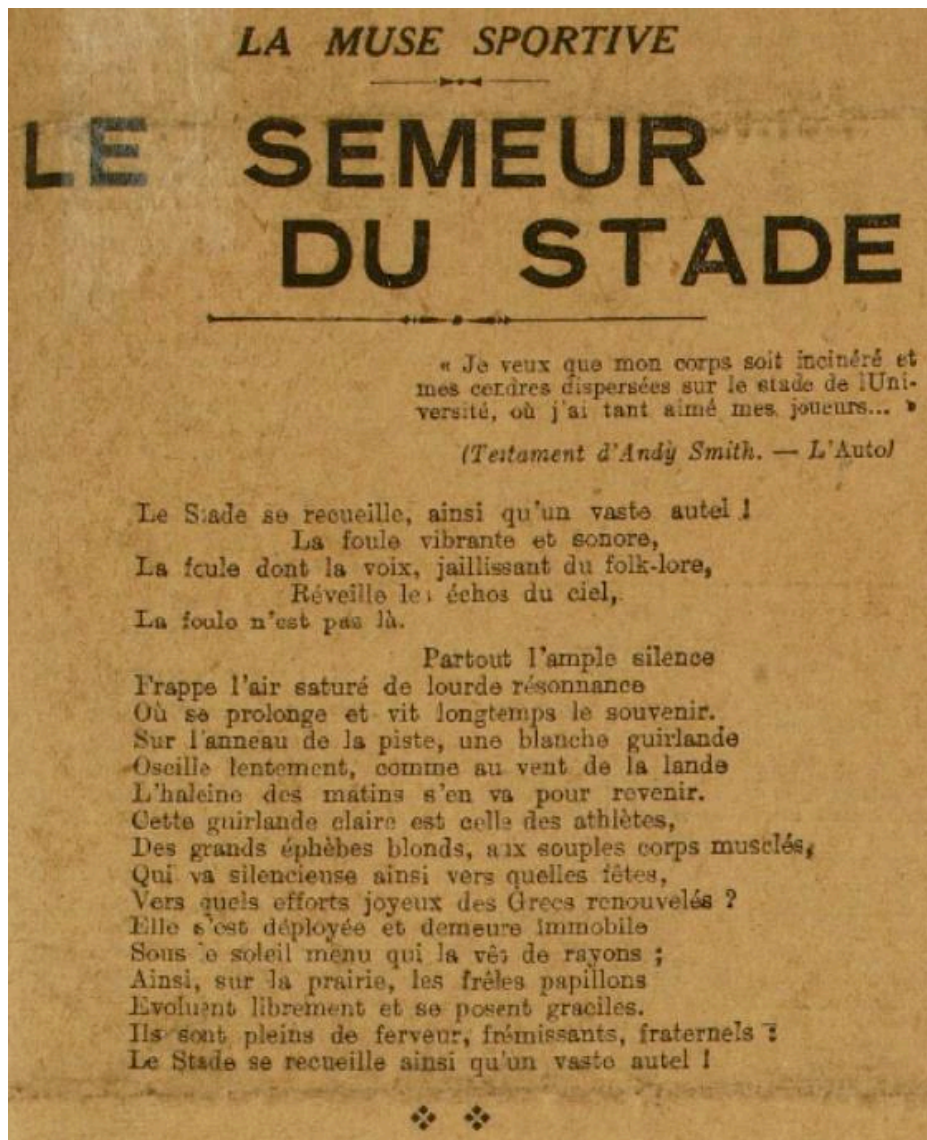 LA MUSE SPORTIVE
LE SEMEUR
DU STADE
« Je veux que mon corps soit incinéré et
mes cendres dispersées sur le stade de l'Uni-
versité, où j'ai tant aimé mes joueurs... »
(Testament d'Andy Smith. — L'Auto)
Le Stade se recueille, ainsi qu'un vaste autel !
La foule vibrante et sonore,
La foule dont la voix, jaillissant du folk-lore,
Réveille les échos du ciel,
La foule n'est pas là.
Partout l'ample silence
Frappe l'air saturé de lourde résonnance
Où se prolonge et vit longtemps le souvenir.
Sur l'anneau de la piste, une blanche guirlande
Oscille lentement, comme au vent de la lande
L'haleine des matins s'en va pour revenir.
Cette guirlande claire est celle des athlètes,
Des grands éphèbes blonds, aux souples corps musclés,
Qui va silencieuse ainsi vers quelles fêtes,
Vers quels efforts joyeux des Grecs renouvelés ?
Elle s'est déployée et demeure immobile
Sous le soleil menu qui la vêt de rayons ;
Ainsi, sur la prairie, les frêles papillons
Evoluent librement et se posent graciles.
Ils sont pleins de ferveur, frémissants, fraternels :
Le Stade se recueille ainsi qu'un vaste autel !